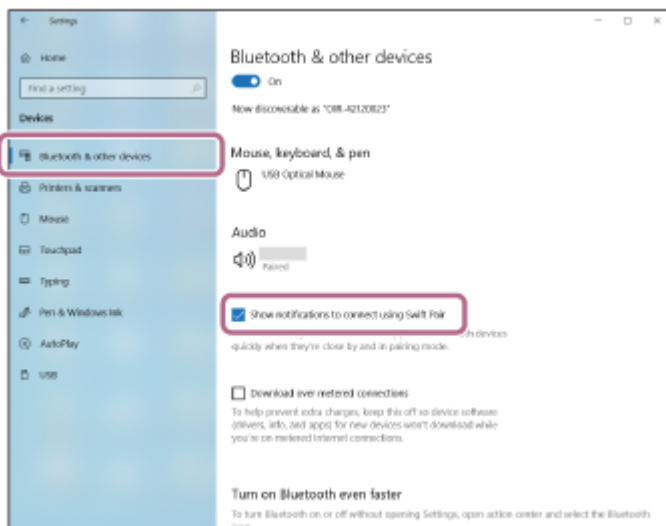 Settings
Home
Find a setting
Devices
Bluetooth & other devices
Printers & scanners
Mouse
Touchpad
Typing
Pen & Windows Ink
AutoPlay
USB
Bluetooth & other devices
On
Now discoverable as
Mouse, keyboard, & pen
USB Optical Mouse
Audio
Paired
Show notifications to connect using Swift Pair
devices
quickly when they're close by and in pairing mode.
Download over metered connections
To help prevent extra charges, keep this off so device software
(drivers, info, and apps) for new devices won't download while
you're on metered Internet connections.
Turn on Bluetooth even faster
To turn Bluetooth on or off without opening Settings, open action center and select the Bluetooth